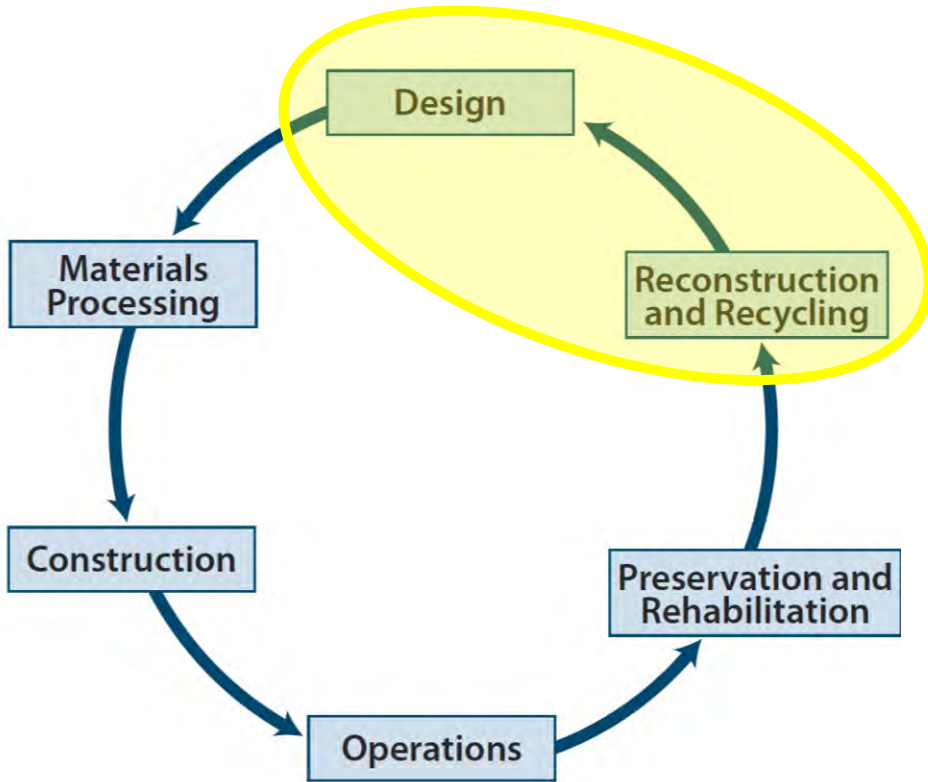 Design
Materials
Processing
Construction
Operations
Preservation and
Rehabilitation
Reconstruction
and Recycling